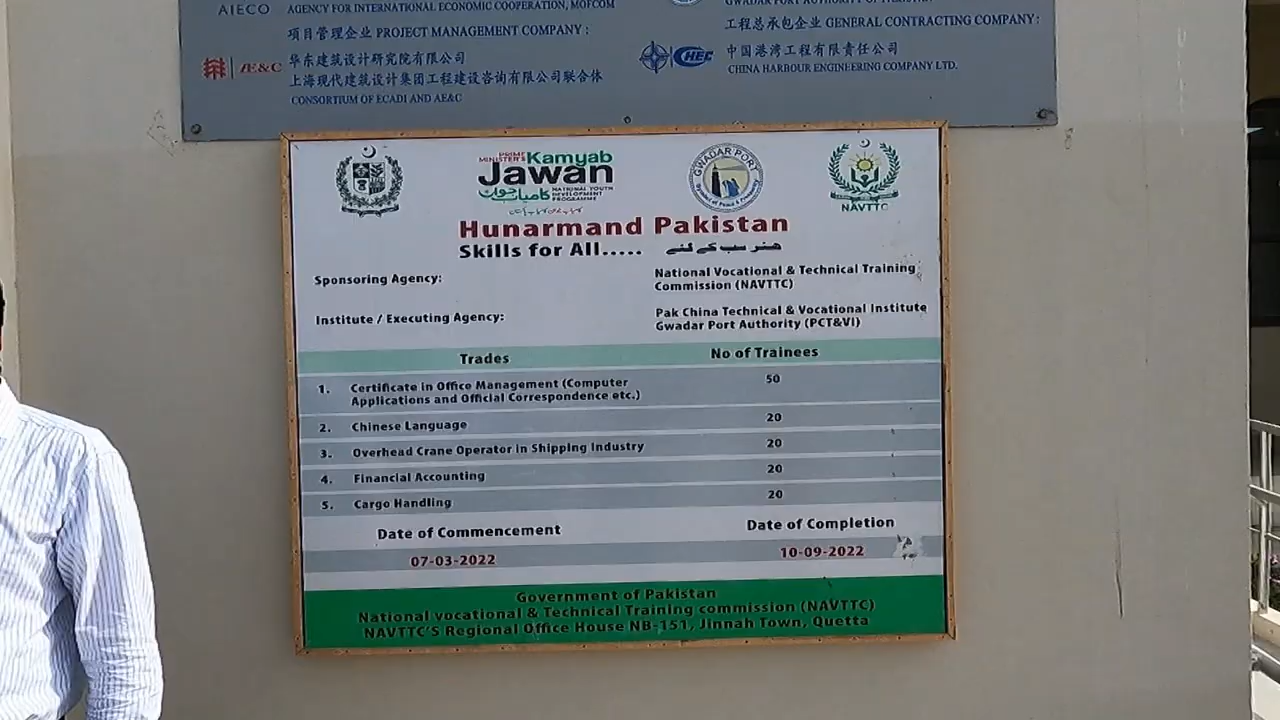 AIECO
AGENCY FOR INTERNATIONAL ECONOMIC COOPERATION, MOFCOM
项目管理企业 PROJECT MANAGEMENT COMPANY :
Æ&C
华东建筑设计研究院有限公司
上海现代建筑设计集团工程建设咨询有限公司联合体
CONSORTIUM OF ECADI AND AE&C
工程总承包企业 GENERAL CONTRACTING COMPANY:
CHEC
中国港湾工程有限责任公司
CHINA HARBOUR ENGINEERING COMPANY LTD.
PRIME MINISTER'S Kamyab
Jawan
کامیاب جوان
NATIONAL YOUTH
DEVELOPMENT
PROGRAMME
GWADAR PORT
NAVTTC
Hunarmand Pakistan
Skills for All..... ہنر سب کے لئے
Sponsoring Agency: National Vocational & Technical Training
Commission (NAVTTC)
Institute / Executing Agency: Pak China Technical & Vocational Institute
Gwadar Port Authority (PCT&VI)
Trades No of Trainees
1. Certificate in Office Management (Computer 50
Applications and Official Correspondence etc.)
2. Chinese Language 20
3. Overhead Crane Operator in Shipping Industry 20
4. Financial Accounting 20
5. Cargo Handling 20
Date of Commencement Date of Completion
07-03-2022 10-09-2022
Government of Pakistan
National vocational & Technical Training commission (NAVTTC)
NAVTTC'S Regional Office House NB-151, Jinnah Town, Quetta